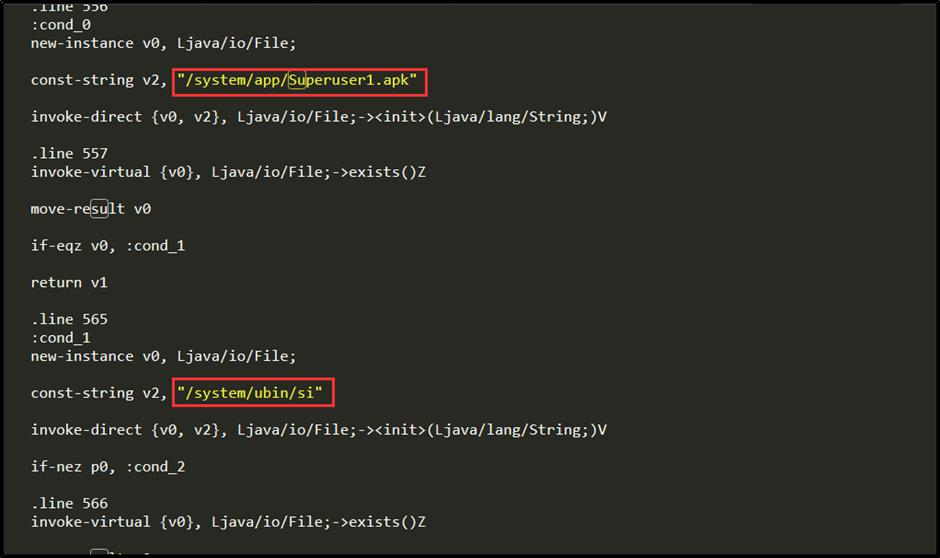 .line 556
:cond_0
new-instance v0, Ljava/io/File;
const-string v2, "/system/app/Superuser1.apk"
invoke-direct {v0, v2}, Ljava/io/File;-><init>(Ljava/lang/String;)V
.line 557
invoke-virtual {v0}, Ljava/io/File;->exists()Z
move-result v0
if-eqz v0, :cond_1
return v1
.line 565
:cond_1
new-instance v0, Ljava/io/File;
const-string v2, "/system/ubin/si"
invoke-direct {v0, v2}, Ljava/io/File;-><init>(Ljava/lang/String;)V
if-nez p0, :cond_2
.line 566
invoke-virtual {v0}, Ljava/io/File;->exists()Z